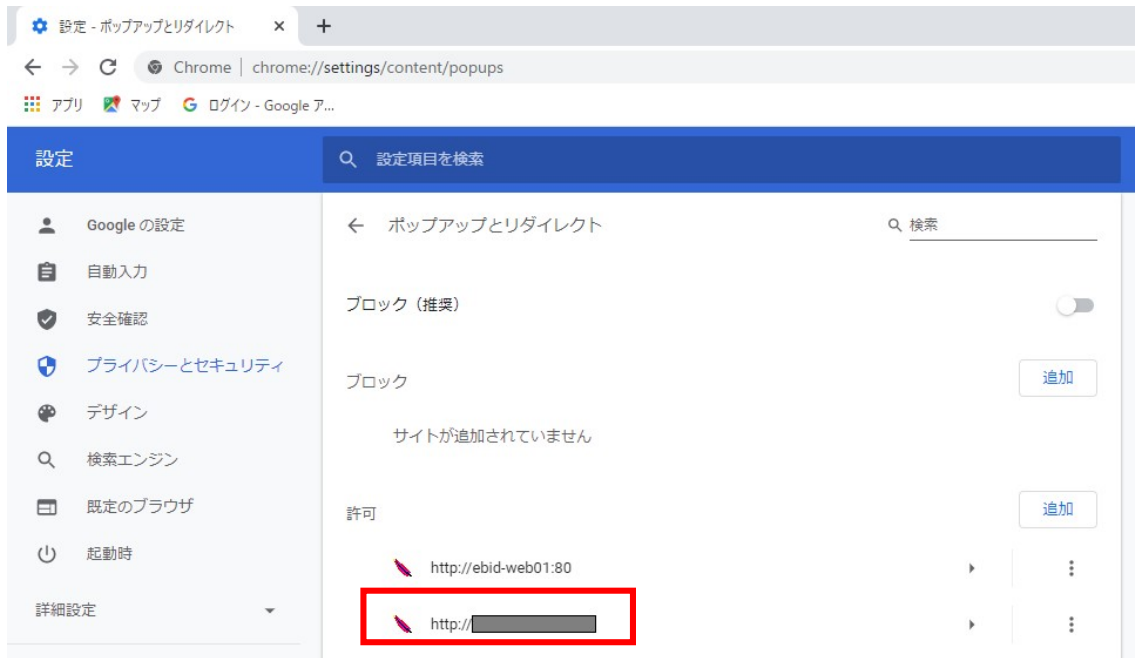 設定 - ポップアップとリダイレクト
Chrome | chrome://settings/content/popups
アプリ マップ ログイン - Google ア...
設定
設定項目を検索
Google の設定
自動入力
安全確認
プライバシーとセキュリティ
デザイン
検索エンジン
既定のブラウザ
起動時
詳細設定
ポップアップとリダイレクト
検索
ブロック（推奨）
ブロック
追加
サイトが追加されていません
許可
追加
http://ebid-web01:80
http://